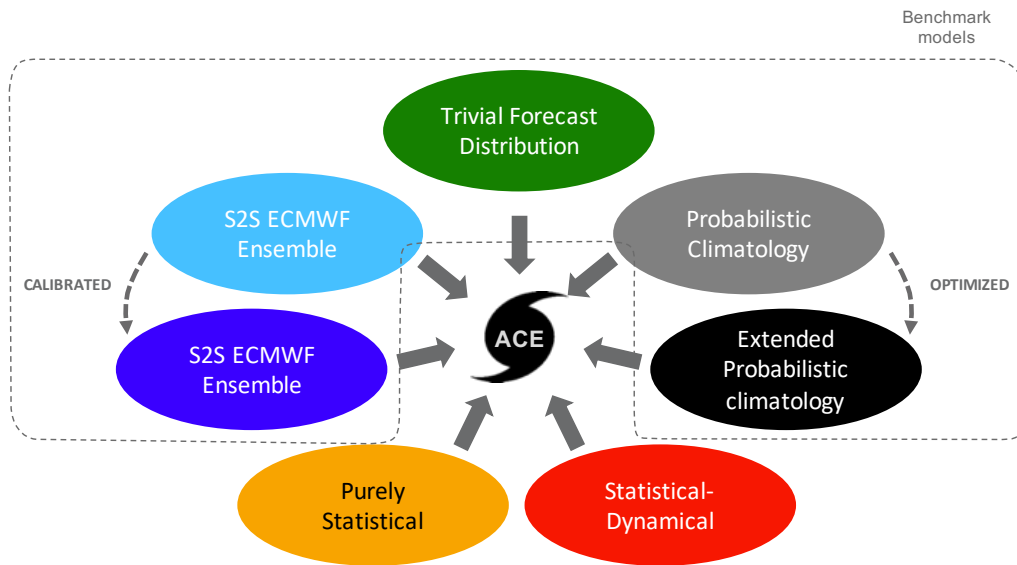 Benchmark
models
Trivial Forecast
Distribution
S2S ECMWF
Ensemble
Probabilistic
Climatology
CALIBRATED
OPTIMIZED
ACE
S2S ECMWF
Ensemble
Extended
Probabilistic
climatology
Purely
Statistical
Statistical-
Dynamical